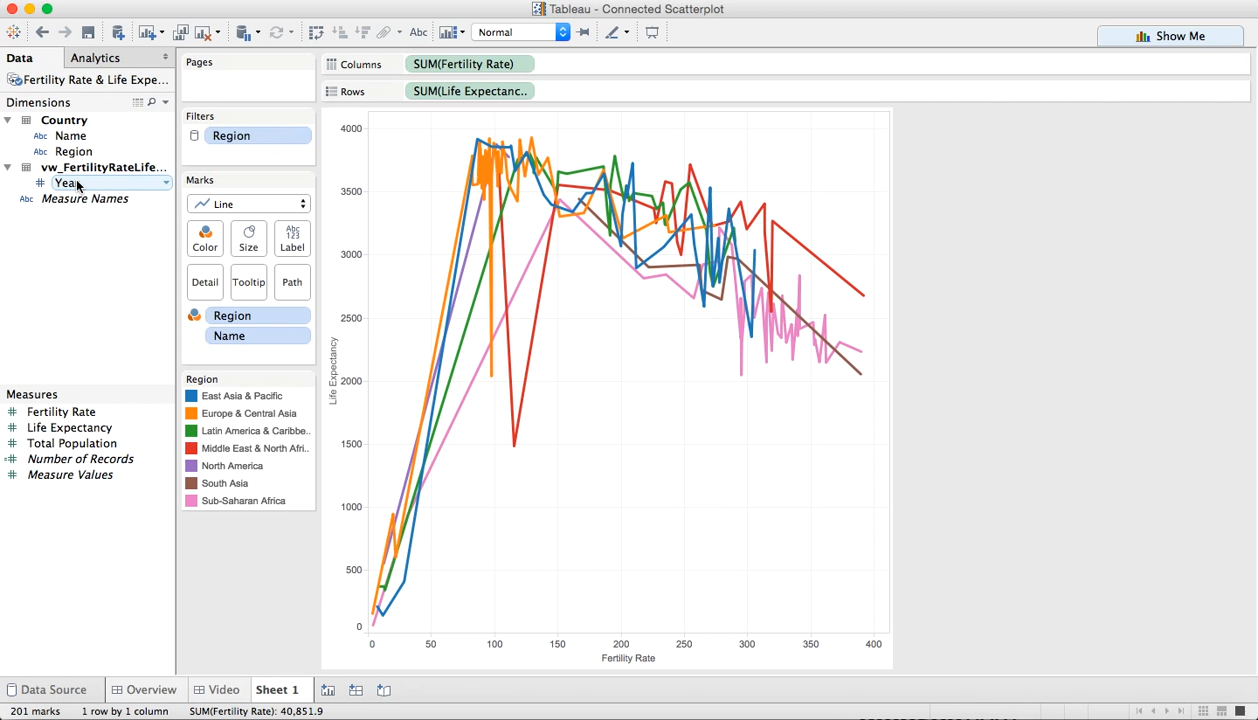 Tableau - Connected Scatterplot
Abc
Normal
Show Me
Data
Analytics
Fertility Rate & Life Expe...
Dimensions
Country
Abc Name
Abc Region
vw_FertilityRateLife...
Abc Measure Names
Measures
Fertility Rate
Life Expectancy
Total Population
Number of Records
Measure Values
Pages
Filters
Region
Marks
Line
Color
Size
Abc
123
Label
Detail
Tooltip
Path
Region
Name
Region
East Asia & Pacific
Europe & Central Asia
Latin America & Caribbe..
Middle East & North Afri..
North America
South Asia
Sub-Saharan Africa
Columns
SUM(Fertility Rate)
Rows
SUM(Life Expectanc..
4000
3500
3000
2500
2000
1500
1000
500
0
Life Expectancy
0 50 100 150 200 250 300 350 400
Fertility Rate
Data Source
Overview
Video
Sheet 1
201 marks
1 row by 1 column
SUM(Fertility Rate): 40,851.9